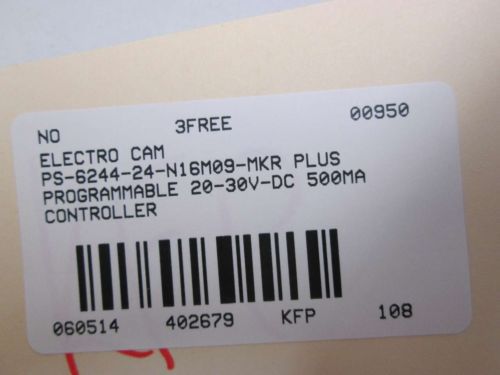 NO 3FREE 00950
ELECTRO CAM
PS-6244-24-N16M09-MKR PLUS
PROGRAMMABLE 20-30V-DC 500MA
CONTROLLER
060514 402679 KFP 108